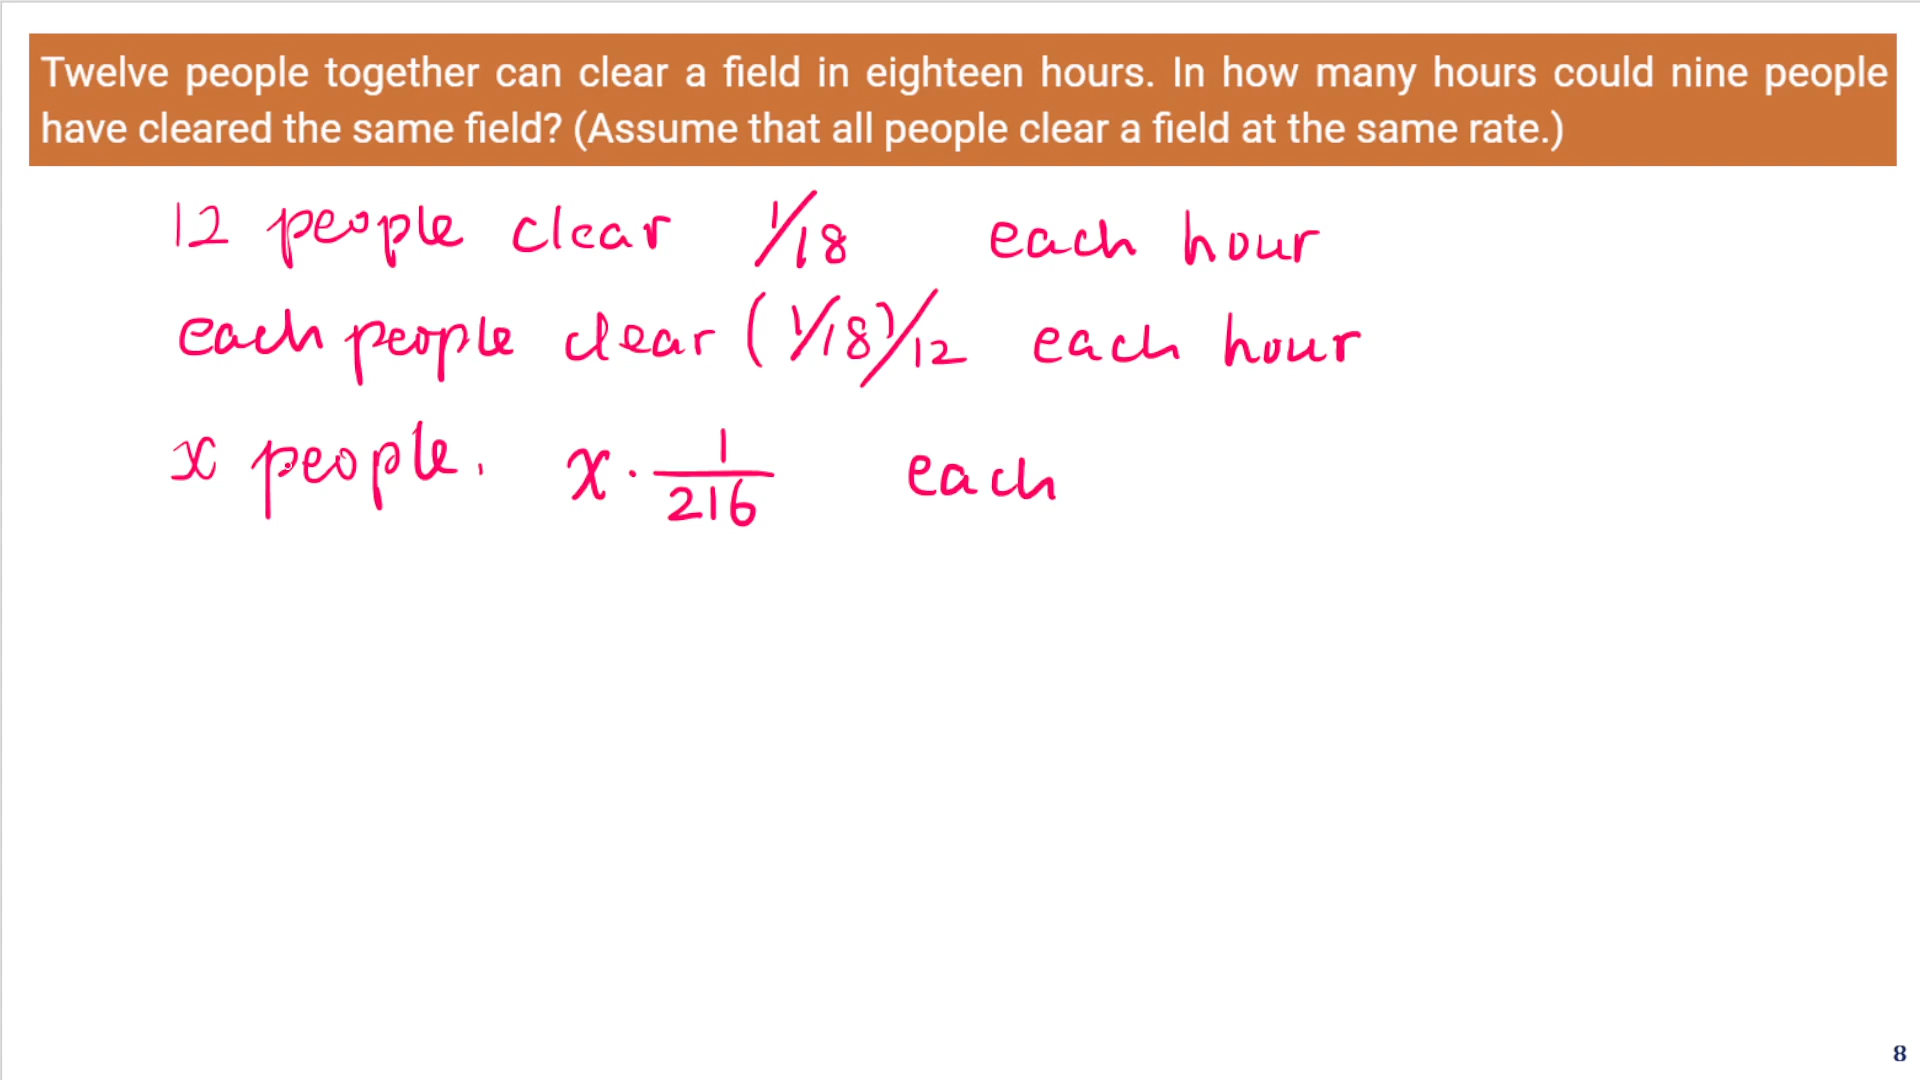 Twelve people together can clear a field in eighteen hours. In how many hours could nine people
have cleared the same field? (Assume that all people clear a field at the same rate.)
12 people clear 1/18 each hour
each people clear (1/18)/12 each hour
x people. x · 1/216 each
8